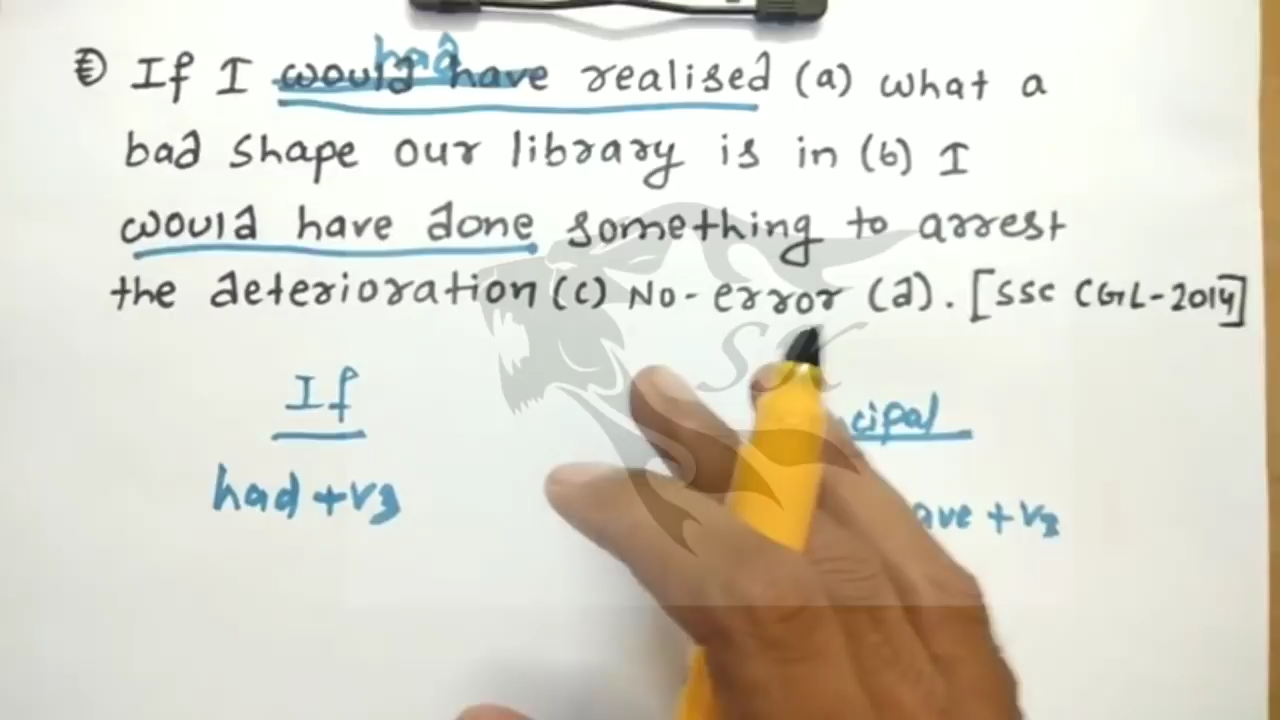 If I would have realised (a) what a
had
bad shape our library is in (b) I
would have done something to arrest
the deterioration (c) No-error (d). [SSC CGL-2014]
SK
If
cipal
had + V3
ave + V3